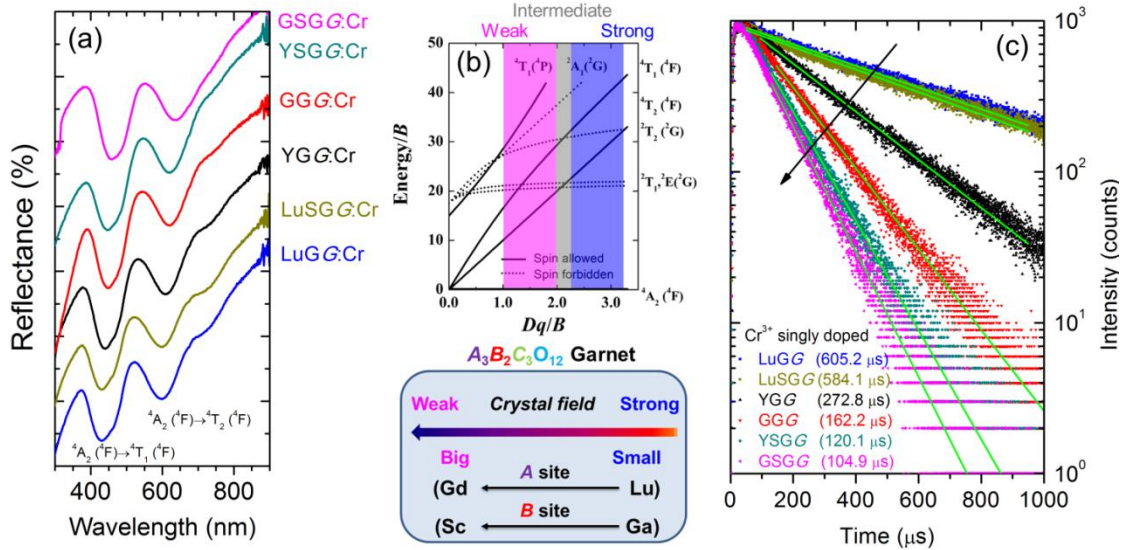 (a)
GSGG:Cr
YSGG:Cr
GGG:Cr
YGG:Cr
LuSGG:Cr
LuGG:Cr
⁴A₂ (⁴F)→⁴T₂ (⁴F)
⁴A₂ (⁴F)→⁴T₁ (⁴F)
Reflectance (%)
400 600 800
Wavelength (nm)
Intermediate
Weak Strong
(b)
⁴T₁(⁴P) ²A₁(²G)
⁴T₁ (⁴F)
⁴T₂ (⁴F)
²T₂ (²G)
²T₁,²E(²G)
⁴A₂ (⁴F)
50
40
30
20
10
0
Energy/B
Spin allowed
Spin forbidden
0.0 1.0 2.0 3.0
Dq/B
A₃B₂C₃O₁₂ Garnet
Weak Crystal field Strong
Big A site Small
(Gd Lu)
B site
(Sc Ga)
(c)
10³
10²
10¹
10⁰
Intensity (counts)
Cr³⁺ singly doped
LuGG (605.2 μs)
LuSGG (584.1 μs)
YGG (272.8 μs)
GGG (162.2 μs)
YSGG (120.1 μs)
GSGG (104.9 μs)
0 200 400 600 800 1000
Time (μs)